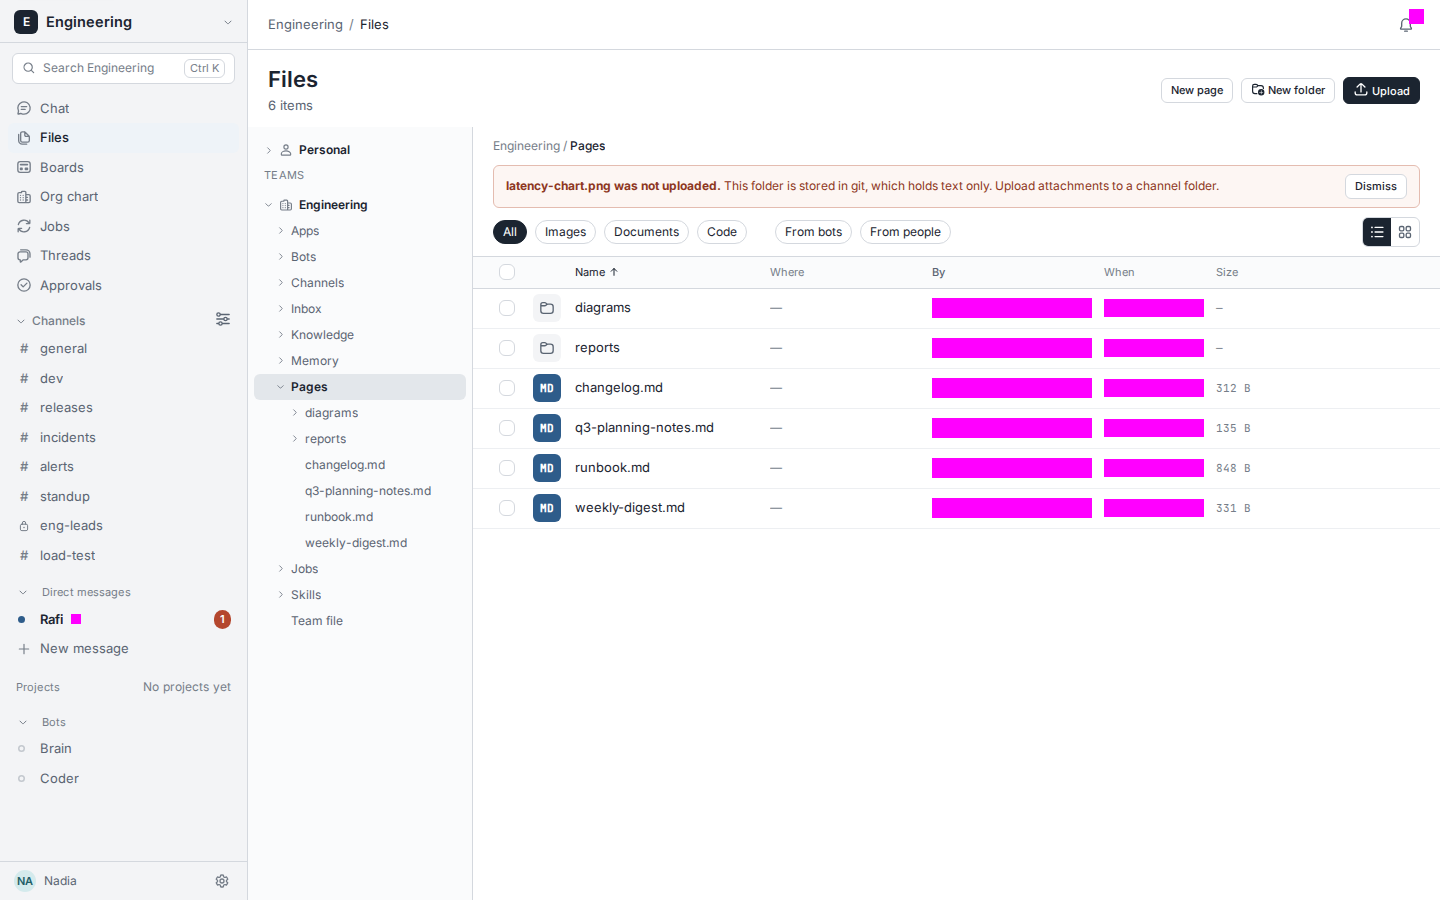 E Engineering
Search Engineering Ctrl K
Chat
Files
Boards
Org chart
Jobs
Threads
Approvals
Channels
# general
# dev
# releases
# incidents
# alerts
# standup
eng-leads
# load-test
Direct messages
Rafi 1
New message
Projects No projects yet
Bots
Brain
Coder
NA Nadia
Engineering / Files
Files
6 items
New page New folder Upload
Personal
TEAMS
Engineering
Apps
Bots
Channels
Inbox
Knowledge
Memory
Pages
diagrams
reports
changelog.md
q3-planning-notes.md
runbook.md
weekly-digest.md
Jobs
Skills
Team file
Engineering / Pages
latency-chart.png was not uploaded. This folder is stored in git, which holds text only. Upload attachments to a channel folder. Dismiss
All Images Documents Code From bots From people
Name ↑ Where By When Size
diagrams — –
reports — –
MD changelog.md — 312 B
MD q3-planning-notes.md — 135 B
MD runbook.md — 848 B
MD weekly-digest.md — 331 B